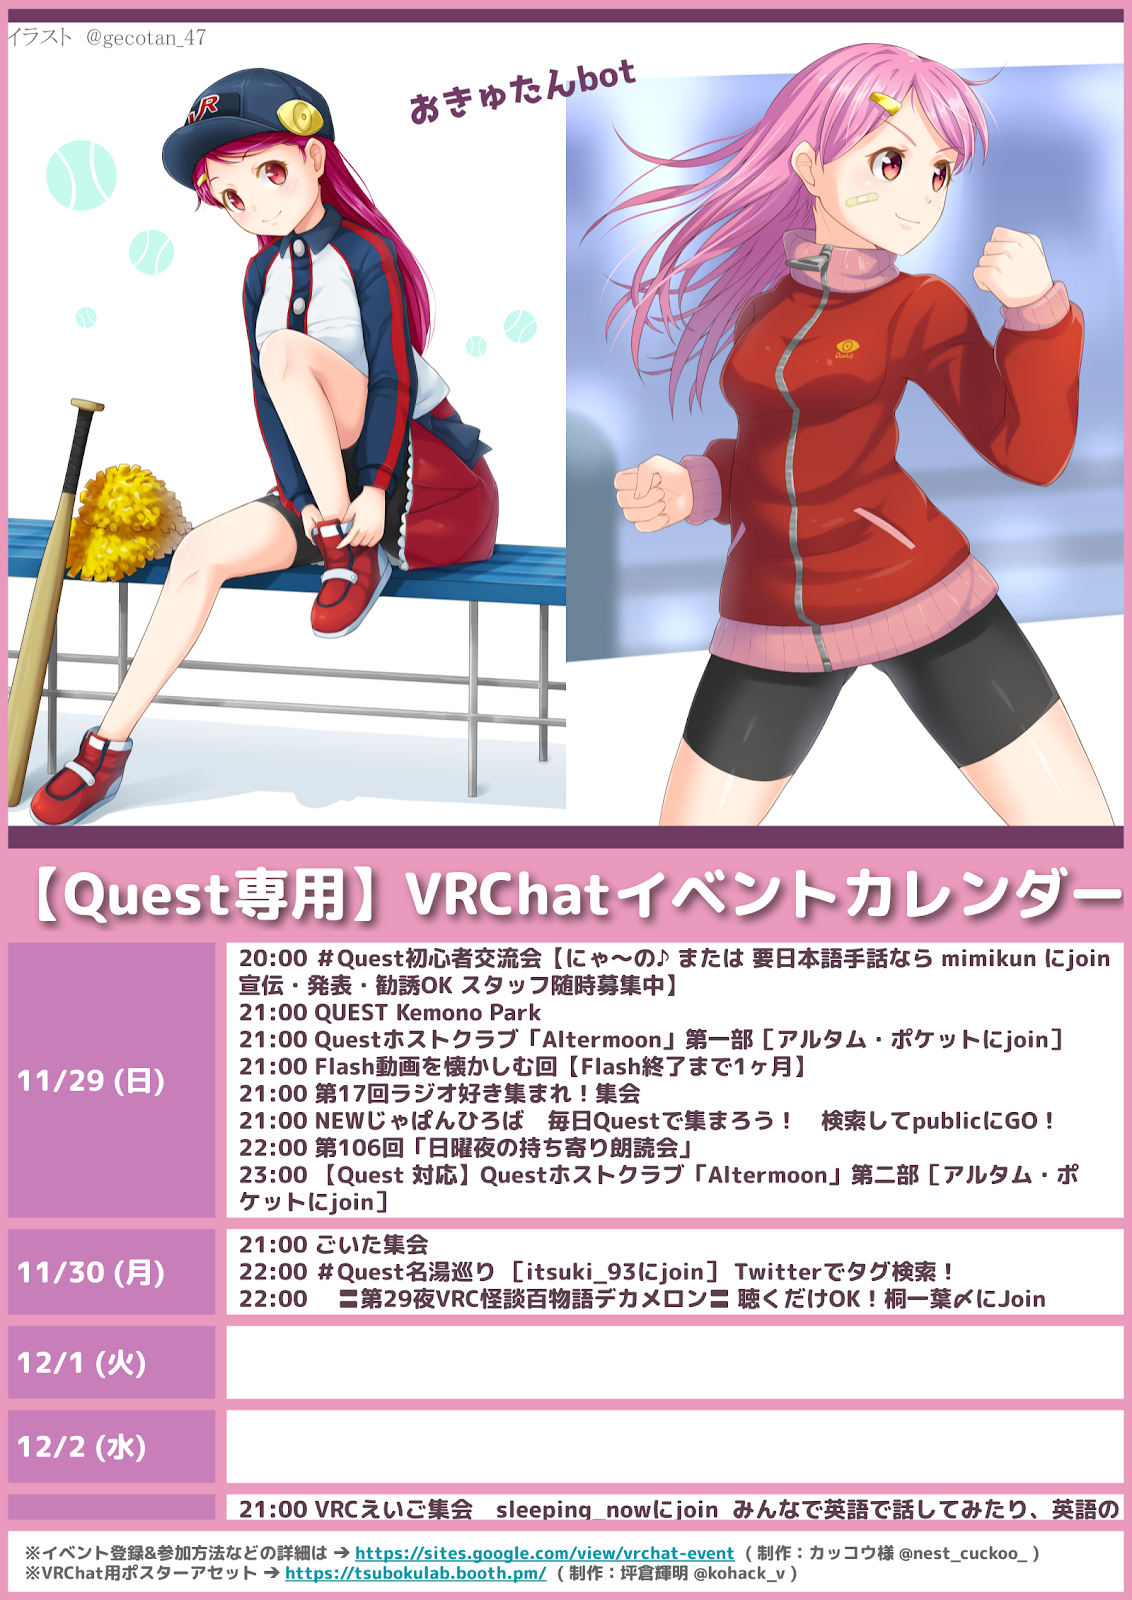 イラスト @gecotan_47
おきゅたんbot
VR
Quest
【Quest専用】VRChatイベントカレンダー
11/29 (日)
20:00 #Quest初心者交流会【にゃ〜の♪ または 要日本語手話なら mimikun にjoin
宣伝・発表・勧誘OK スタッフ随時募集中】
21:00 QUEST Kemono Park
21:00 Questホストクラブ「AItermoon」第一部［アルタム・ポケットにjoin］
21:00 Flash動画を懐かしむ回【Flash終了まで1ヶ月】
21:00 第17回ラジオ好き集まれ！集会
21:00 NEWじゃぱんひろば　毎日Questで集まろう！　検索してpublicにGO！
22:00 第106回「日曜夜の持ち寄り朗読会」
23:00 【Quest 対応】Questホストクラブ「AItermoon」第二部［アルタム・ポ
ケットにjoin］
11/30 (月)
21:00 ごいた集会
22:00 #Quest名湯巡り ［itsuki_93にjoin］ Twitterでタグ検索！
22:00 　〓第29夜VRC怪談百物語デカメロン〓 聴くだけOK！桐一葉〆にJoin
12/1 (火)
12/2 (水)
21:00 VRCえいご集会　sleeping_nowにjoin みんなで英語で話してみたり、英語の
※イベント登録&参加方法などの詳細は → https://sites.google.com/view/vrchat-event （ 制作：カッコウ様 @nest_cuckoo_ ）
※VRChat用ポスターアセット → https://tsubokulab.booth.pm/ （ 制作：坪倉輝明 @kohack_v ）